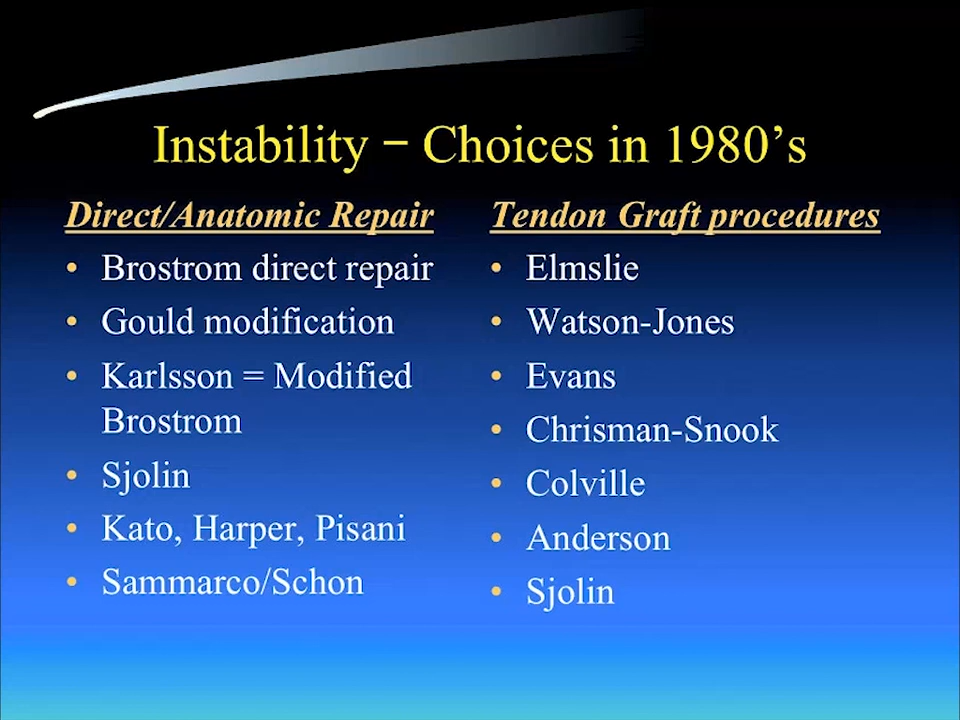 Instability − Choices in 1980’s
Direct/Anatomic Repair
• Brostrom direct repair
• Gould modification
• Karlsson = Modified
Brostrom
• Sjolin
• Kato, Harper, Pisani
• Sammarco/Schon
Tendon Graft procedures
• Elmslie
• Watson-Jones
• Evans
• Chrisman-Snook
• Colville
• Anderson
• Sjolin